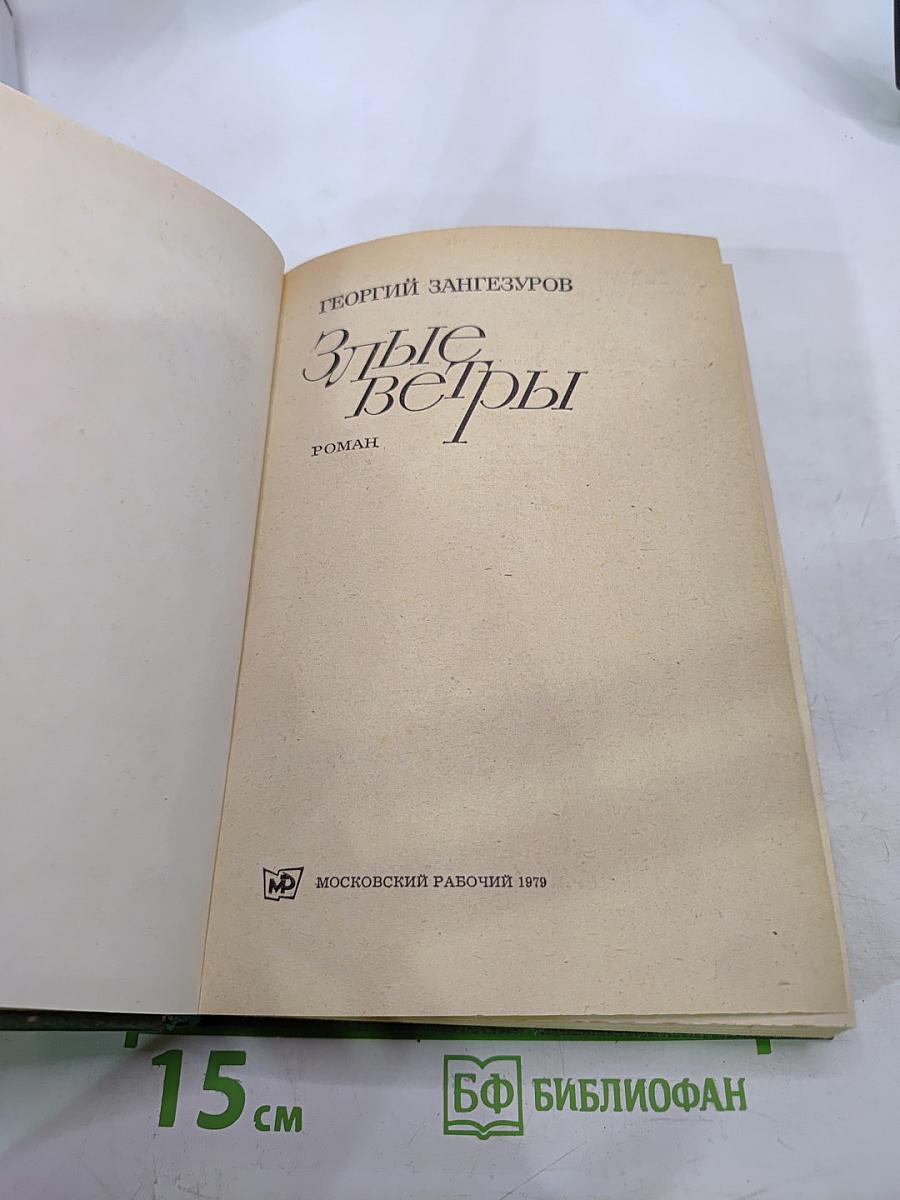 ГЕОРГИЙ ЗАНГЕЗУРОВ
Злые
ветры
РОМАН
МР МОСКОВСКИЙ РАБОЧИЙ 1979
15 см
БФ БИБЛИОФАН